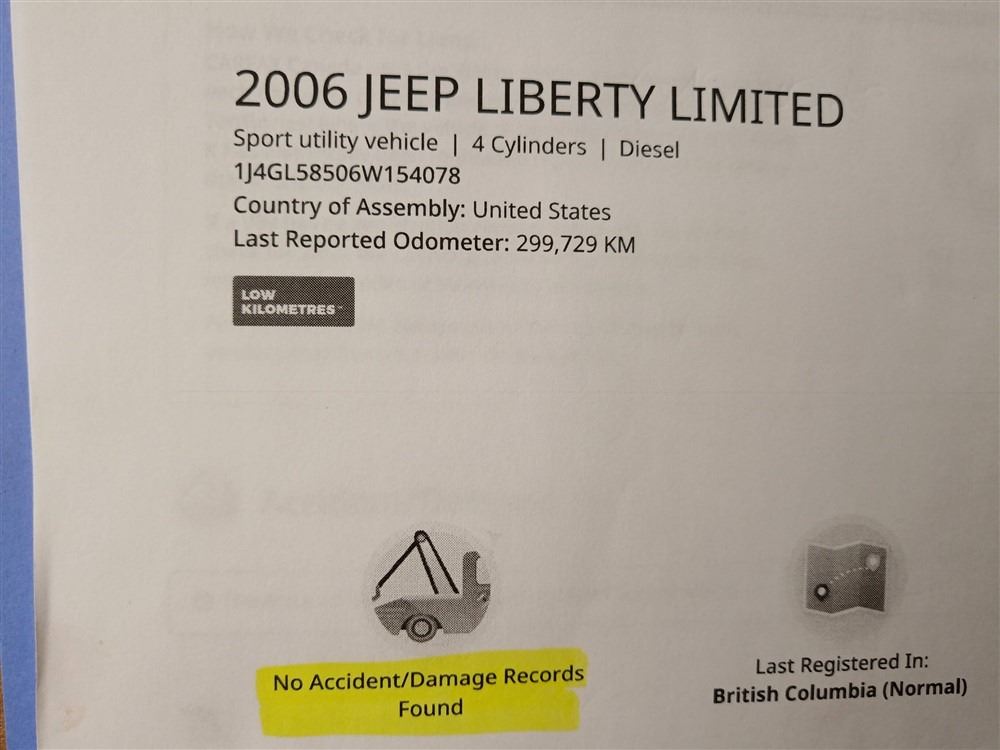 2006 JEEP LIBERTY LIMITED
Sport utility vehicle | 4 Cylinders | Diesel
1J4GL58506W154078
Country of Assembly: United States
Last Reported Odometer: 299,729 KM
LOW
KILOMETRES™
No Accident/Damage Records
Found
Last Registered In:
British Columbia (Normal)